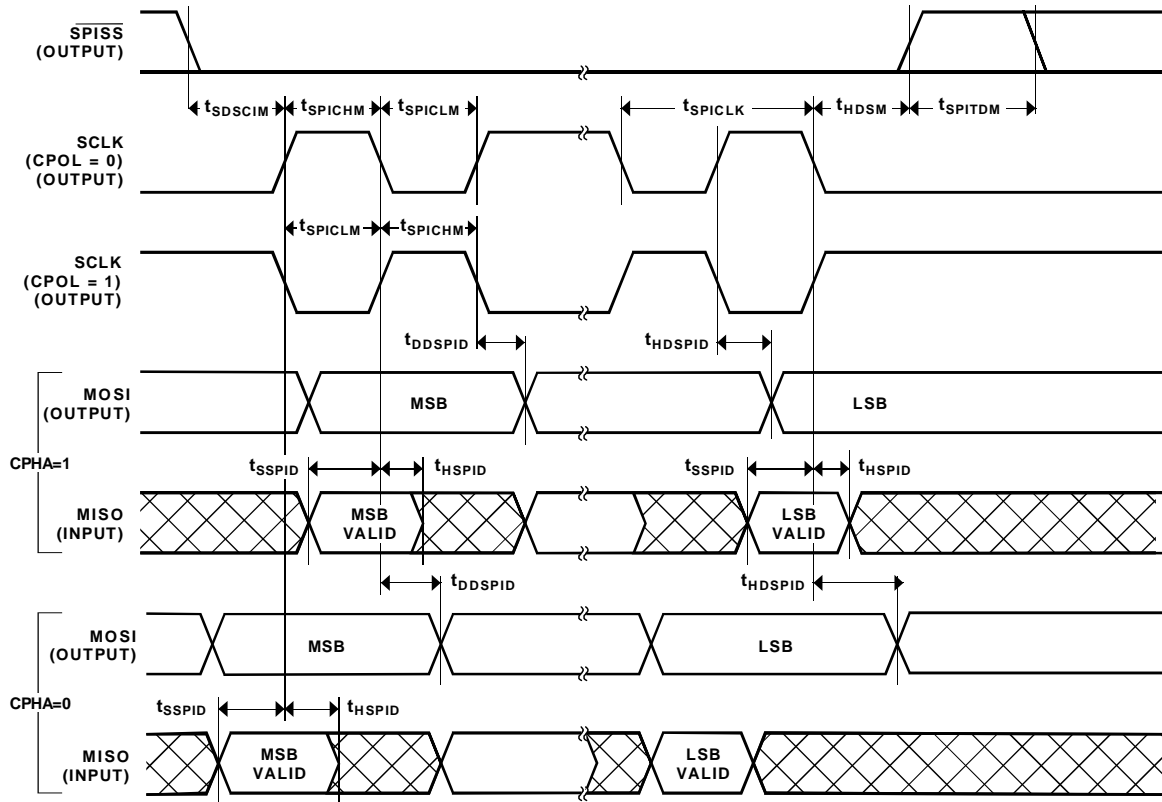 SPISS
(OUTPUT)
tSDSCIM tSPICHM tSPICLM tSPICLK tHDSM tSPITDM
SCLK
(CPOL = 0)
(OUTPUT)
tSPICLM tSPICHM
SCLK
(CPOL = 1)
(OUTPUT)
tDDSPID tHDSPID
MOSI
(OUTPUT)
MSB LSB
CPHA=1
tSSPID tHSPID tSSPID tHSPID
MISO
(INPUT)
MSB
VALID
LSB
VALID
tDDSPID tHDSPID
MOSI
(OUTPUT)
MSB LSB
CPHA=0
tSSPID tHSPID
MISO
(INPUT)
MSB
VALID
LSB
VALID